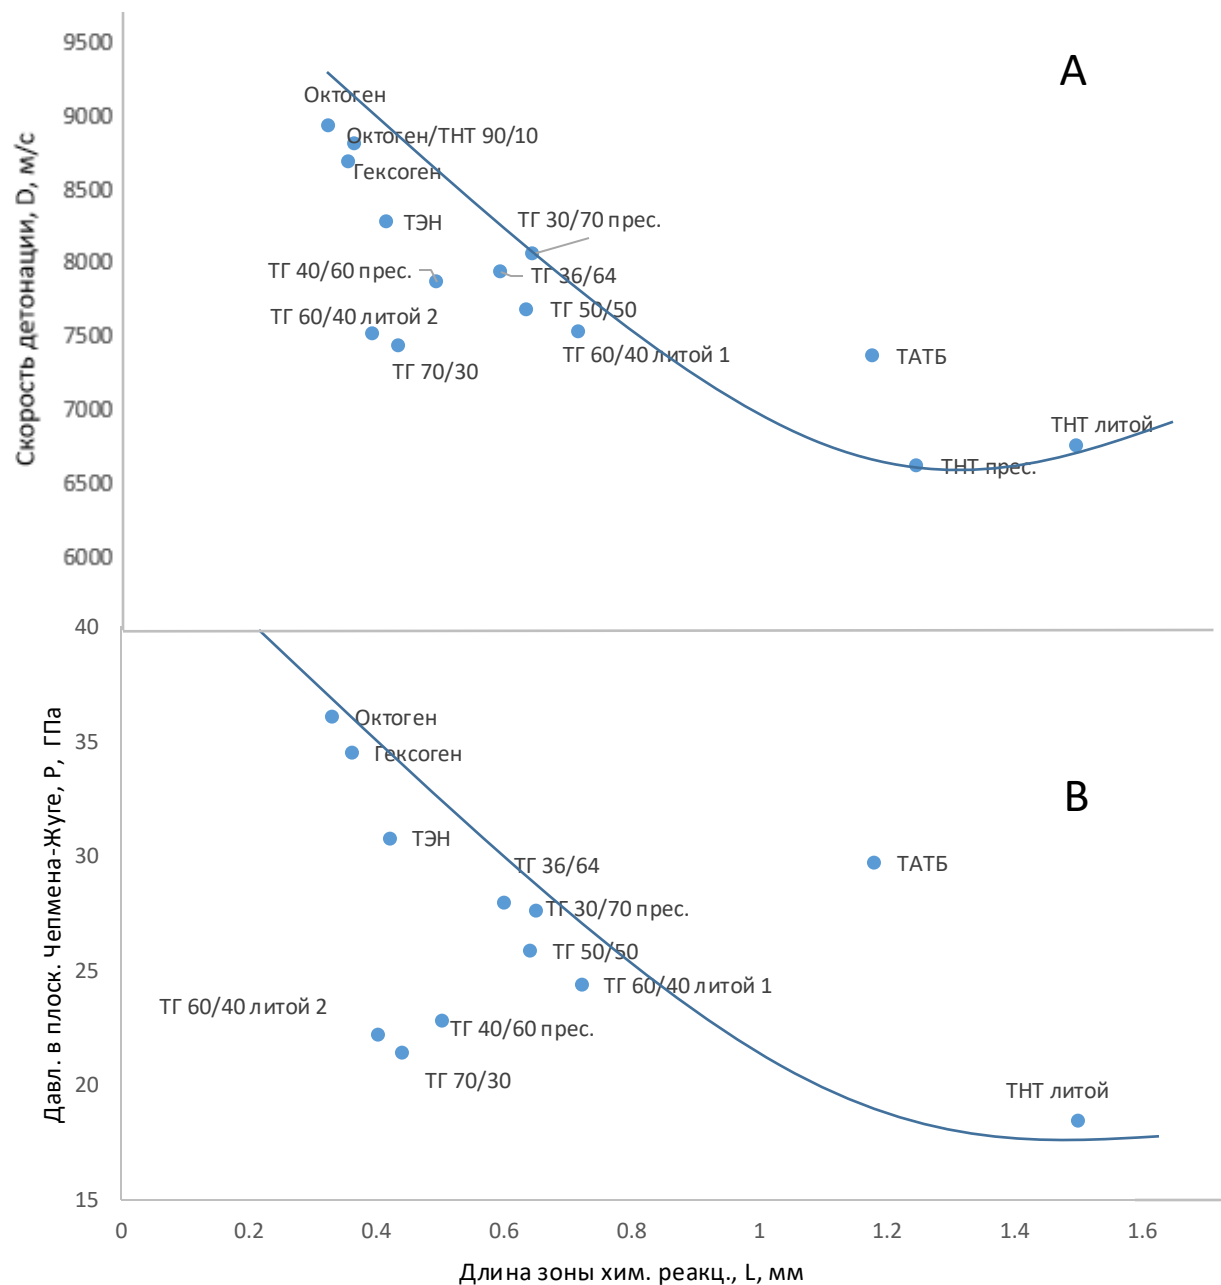 9500
A
Октоген
9000
Октоген/ТНТ 90/10
Гексоген
8500
ТЭН
ТГ 30/70 прес.
8000
ТГ 40/60 прес.
ТГ 36/64
ТГ 50/50
ТГ 60/40 литой 2
7500
ТГ 60/40 литой 1
ТАТБ
ТГ 70/30
7000
ТНТ литой
ТНТ прес.
6500
6000
Скорость детонации, D, м/с
40
Октоген
35
Гексоген
B
ТЭН
30
ТГ 36/64
ТАТБ
ТГ 30/70 прес.
ТГ 50/50
25
ТГ 60/40 литой 1
ТГ 60/40 литой 2
ТГ 40/60 прес.
ТГ 70/30
20
ТНТ литой
15
Давл. в плоск. Чепмена-Жуге, P, ГПа
0 0.2 0.4 0.6 0.8 1 1.2 1.4 1.6
Длина зоны хим. реакц., L, мм